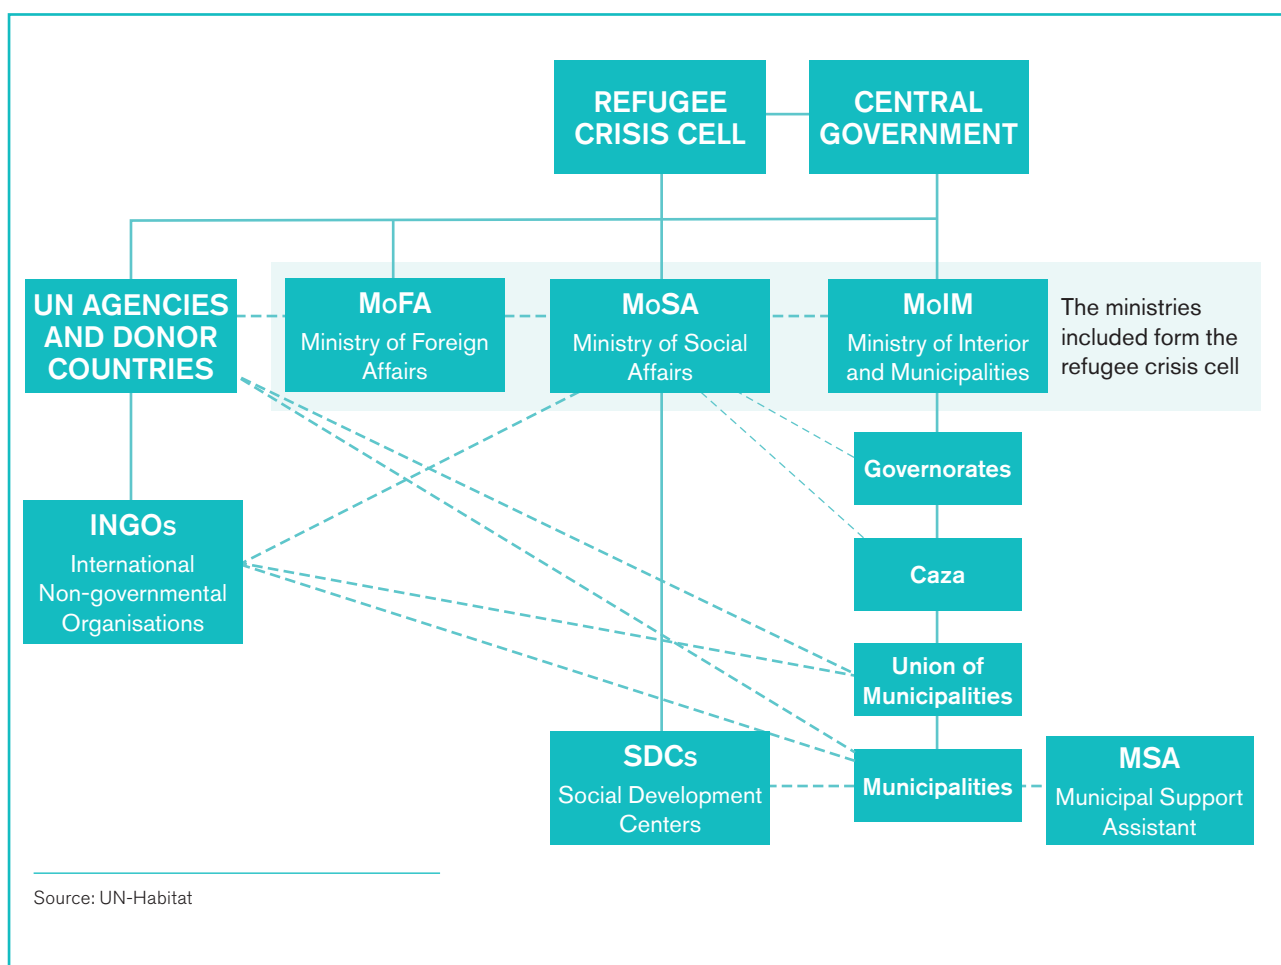 REFUGEE
CRISIS CELL
CENTRAL
GOVERNMENT
UN AGENCIES
AND DONOR
COUNTRIES
MoFA
Ministry of Foreign
Affairs
MoSA
Ministry of Social
Affairs
MoIM
Ministry of Interior
and Municipalities
The ministries
included form the
refugee crisis cell
Governorates
INGOs
International
Non-governmental
Organisations
Caza
Union of
Municipalities
SDCs
Social Development
Centers
Municipalities
MSA
Municipal Support
Assistant
Source: UN-Habitat